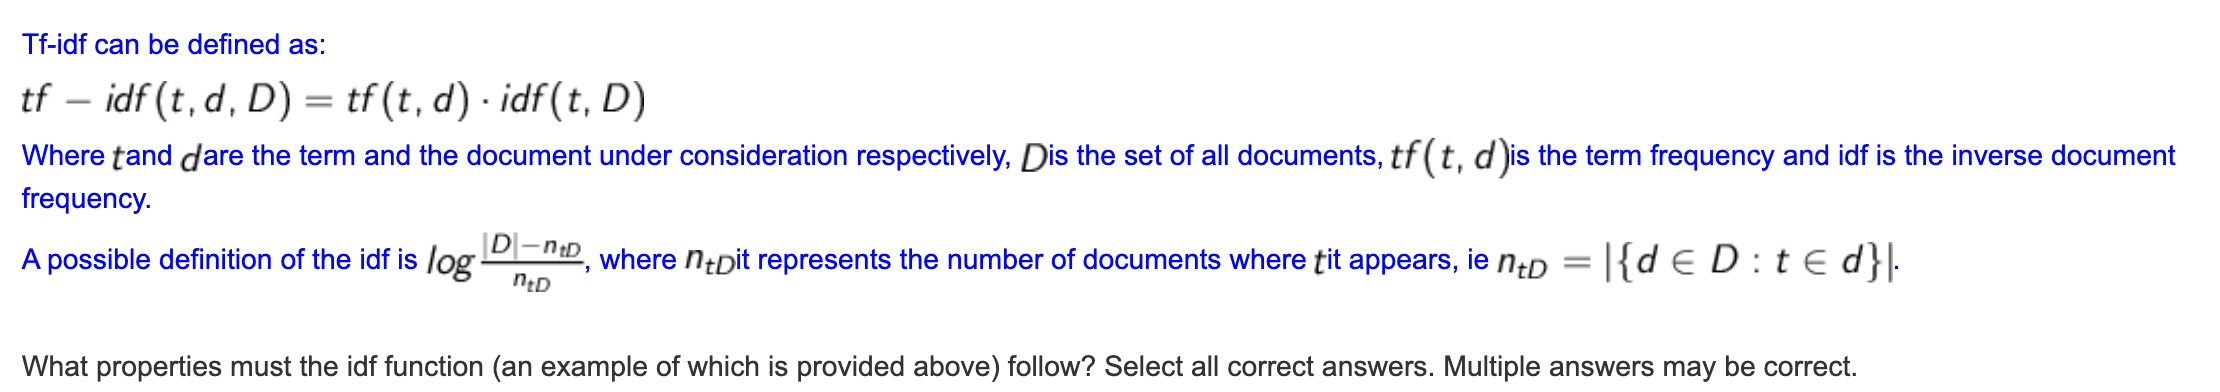 Tf-idf can be defined as:
tf − idf(t, d, D) = tf(t, d) · idf(t, D)
Where tand dare the term and the document under consideration respectively, Dis the set of all documents, tf(t, d)is the term frequency and idf is the inverse document
frequency.
A possible definition of the idf is log |D|−ntD / ntD, where ntDit represents the number of documents where tit appears, ie ntD = |{d ∈ D : t ∈ d}|.
What properties must the idf function (an example of which is provided above) follow? Select all correct answers. Multiple answers may be correct.